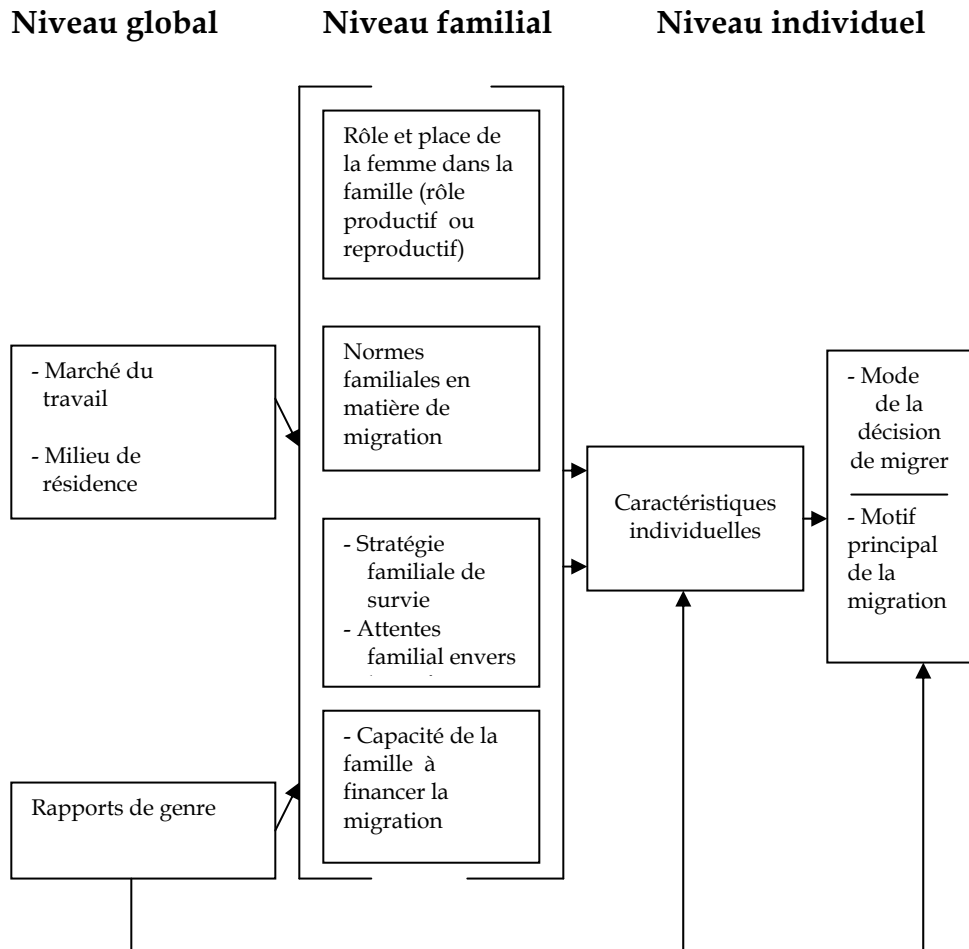 Niveau global Niveau familial Niveau individuel
Rôle et place de
la femme dans la
famille (rôle
productif ou
reproductif)
Normes
familiales en
matière de
migration
- Stratégie
familiale de
survie
- Attentes
familial envers
- Capacité de la
famille à
financer la
migration
- Marché du
travail
- Milieu de
résidence
Rapports de genre
Caractéristiques
individuelles
- Mode
de la
décision
de migrer
- Motif
principal
de la
migration